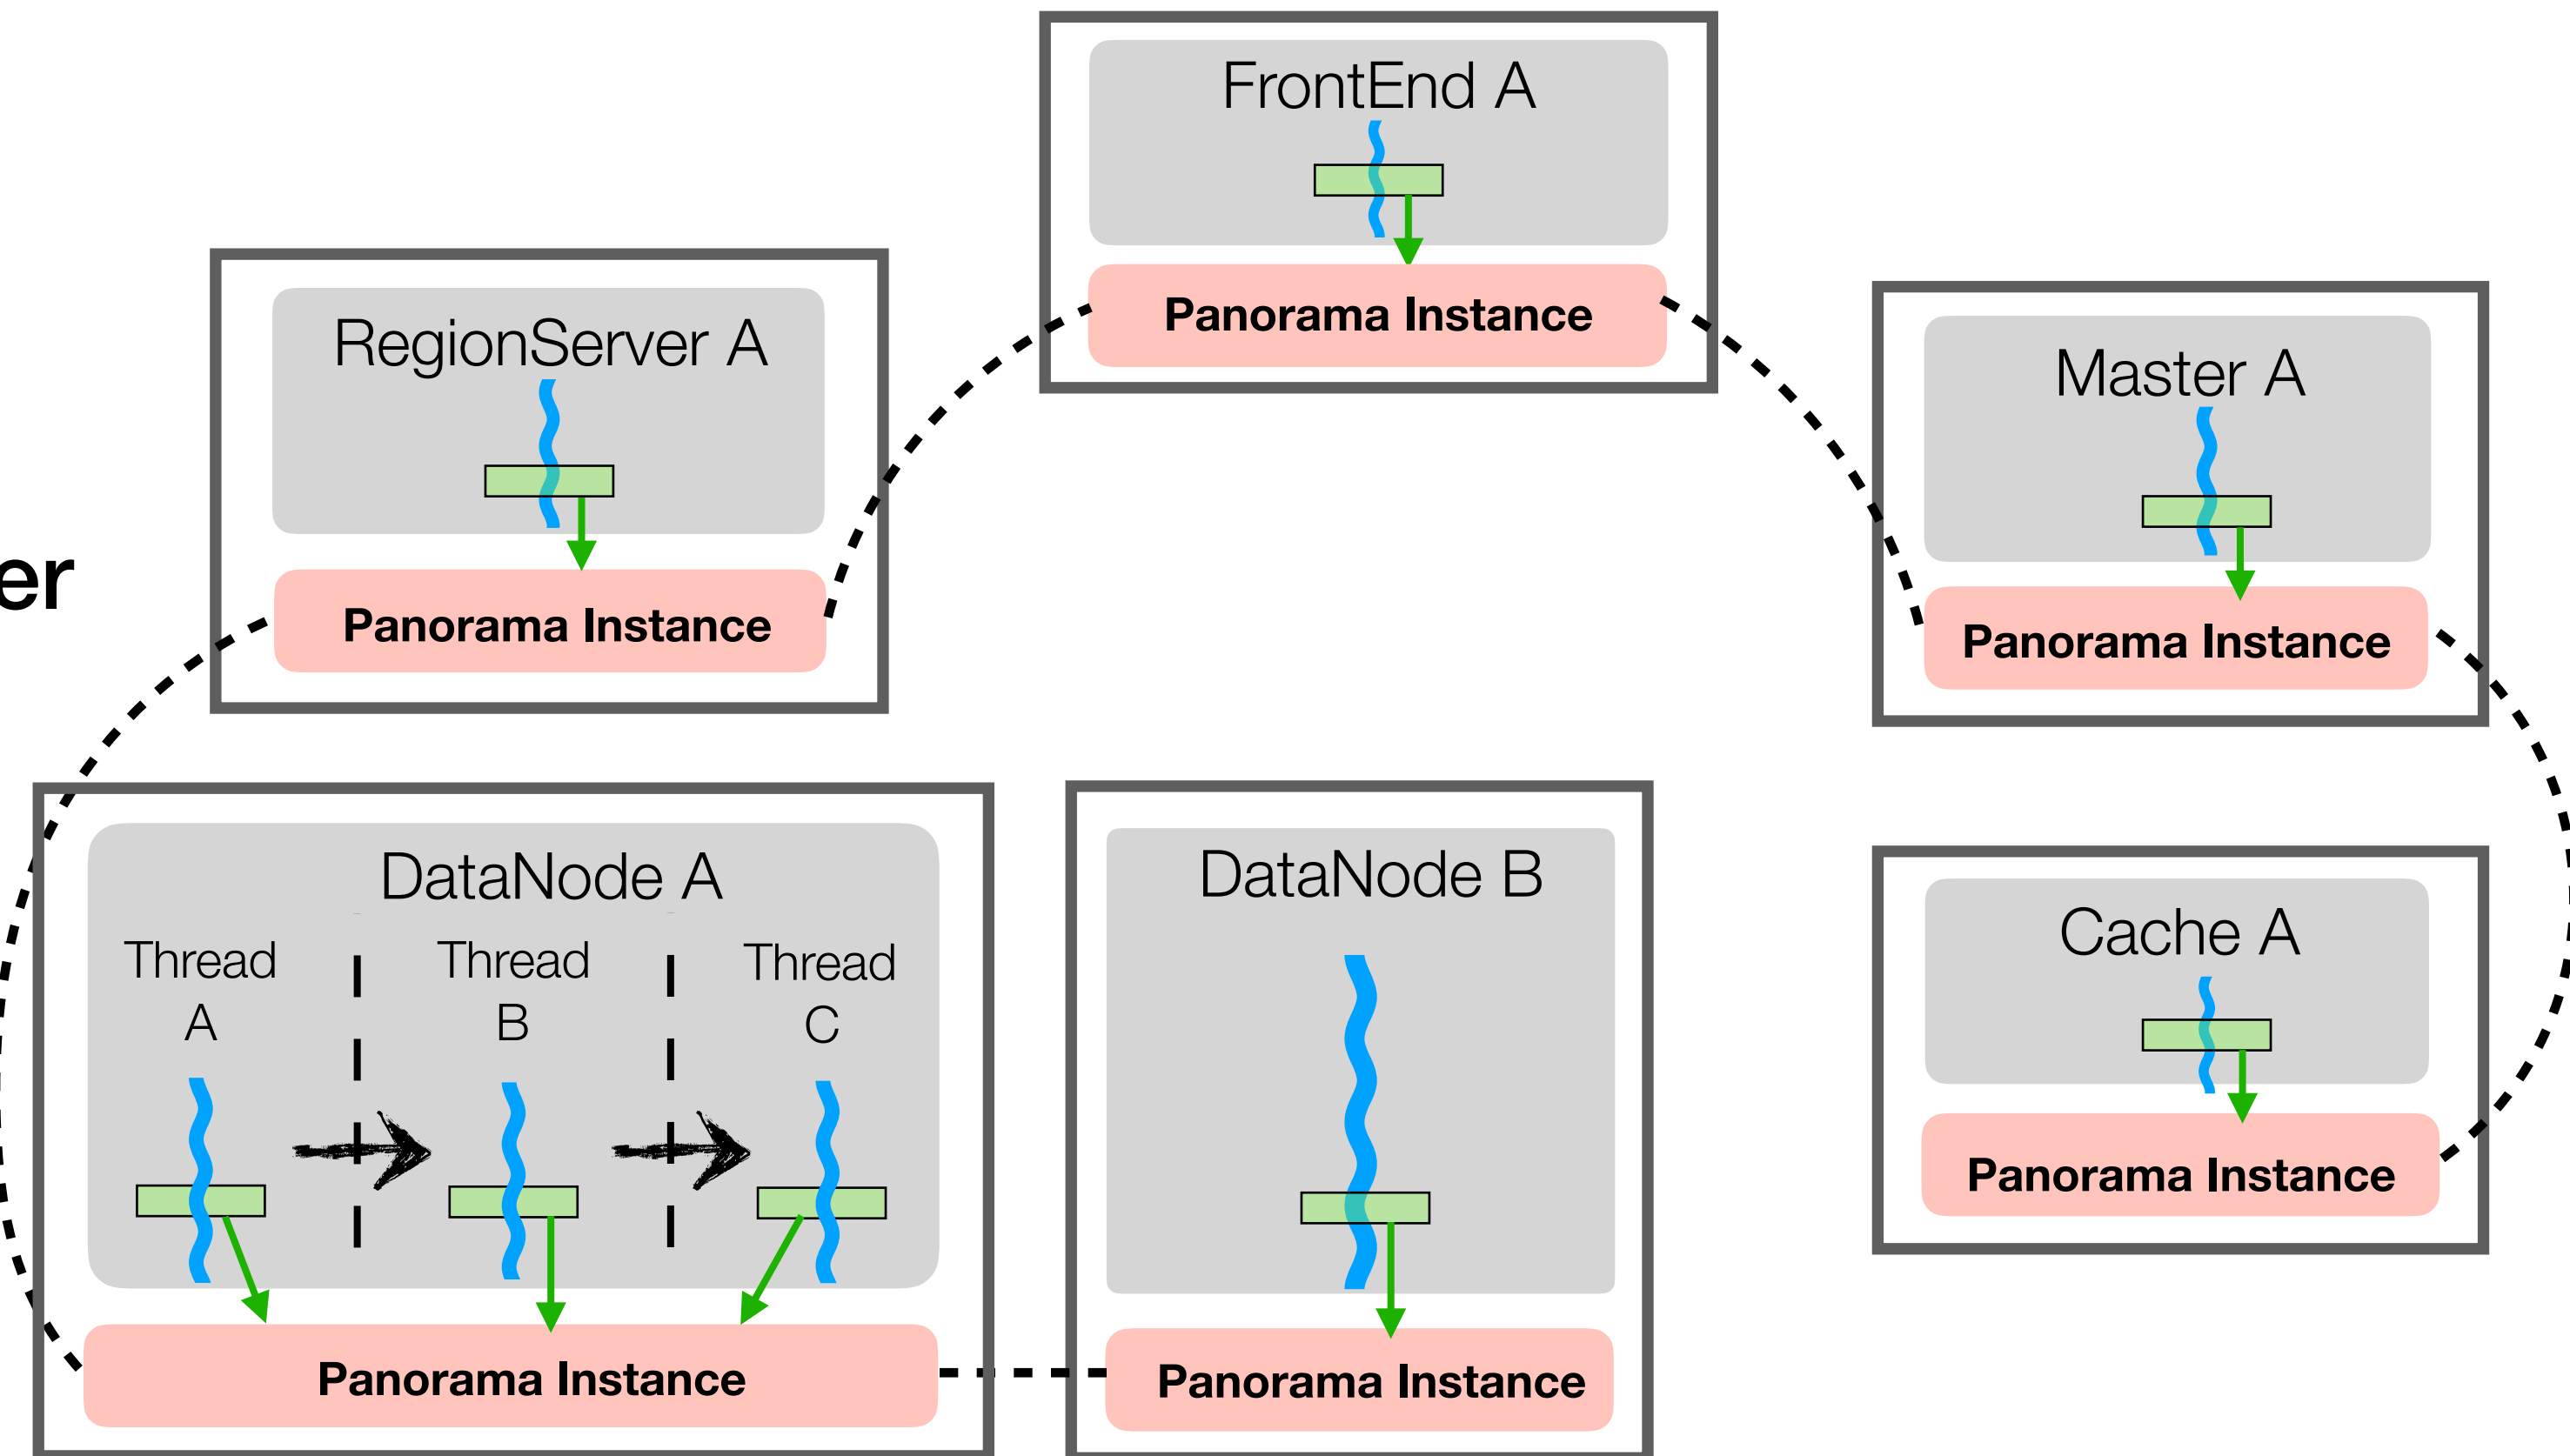 FrontEnd A
Panorama Instance
RegionServer A
Panorama Instance
Master A
Panorama Instance
er
DataNode A
Thread
A
Thread
B
Thread
C
Panorama Instance
DataNode B
Panorama Instance
Cache A
Panorama Instance